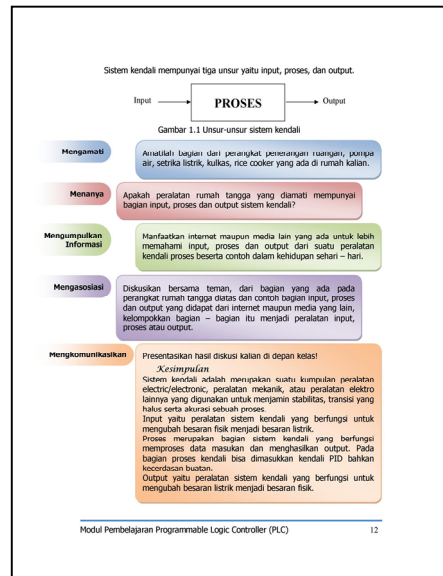 Sistem kendali mempunyai tiga unsur yaitu input, proses, dan output.
Input PROSES Output
Gambar 1.1 Unsur-unsur sistem kendali
Mengamati
Amatilah bagian dari perangkat penerangan ruangan, pompa
air, setrika listrik, kulkas, rice cooker yang ada di rumah kalian.
Menanya
Apakah peralatan rumah tangga yang diamati mempunyai
bagian input, proses dan output sistem kendali?
Mengumpulkan
Informasi
Manfaatkan internet maupun media lain yang ada untuk lebih
memahami input, proses dan output dari suatu peralatan
kendali proses beserta contoh dalam kehidupan sehari – hari.
Mengasosiasi
Diskusikan bersama teman, dari bagian yang ada pada
perangkat rumah tangga diatas dan contoh bagian input, proses
dan output yang didapat dari internet maupun media yang lain,
kelompokkan bagian – bagian itu menjadi peralatan input,
proses atau output.
Mengkomunikasikan
Presentasikan hasil diskusi kalian di depan kelas!
Kesimpulan
Sistem kendali adalah merupakan suatu kumpulan peralatan
electric/electronic, peralatan mekanik, atau peralatan elektro
lainnya yang digunakan untuk menjamin stabilitas, transisi yang
halus serta akurasi sebuah proses.
Input yaitu peralatan sistem kendali yang berfungsi untuk
mengubah besaran fisik menjadi besaran listrik.
Proses merupakan bagian sistem kendali yang berfungsi
memproses data masukan dan menghasilkan output. Pada
bagian proses kendali bisa dimasukkan kendali PID bahkan
kecerdasan buatan.
Output yaitu peralatan sistem kendali yang berfungsi untuk
mengubah besaran listrik menjadi besaran fisik.
Modul Pembelajaran Programmable Logic Controller (PLC) 12